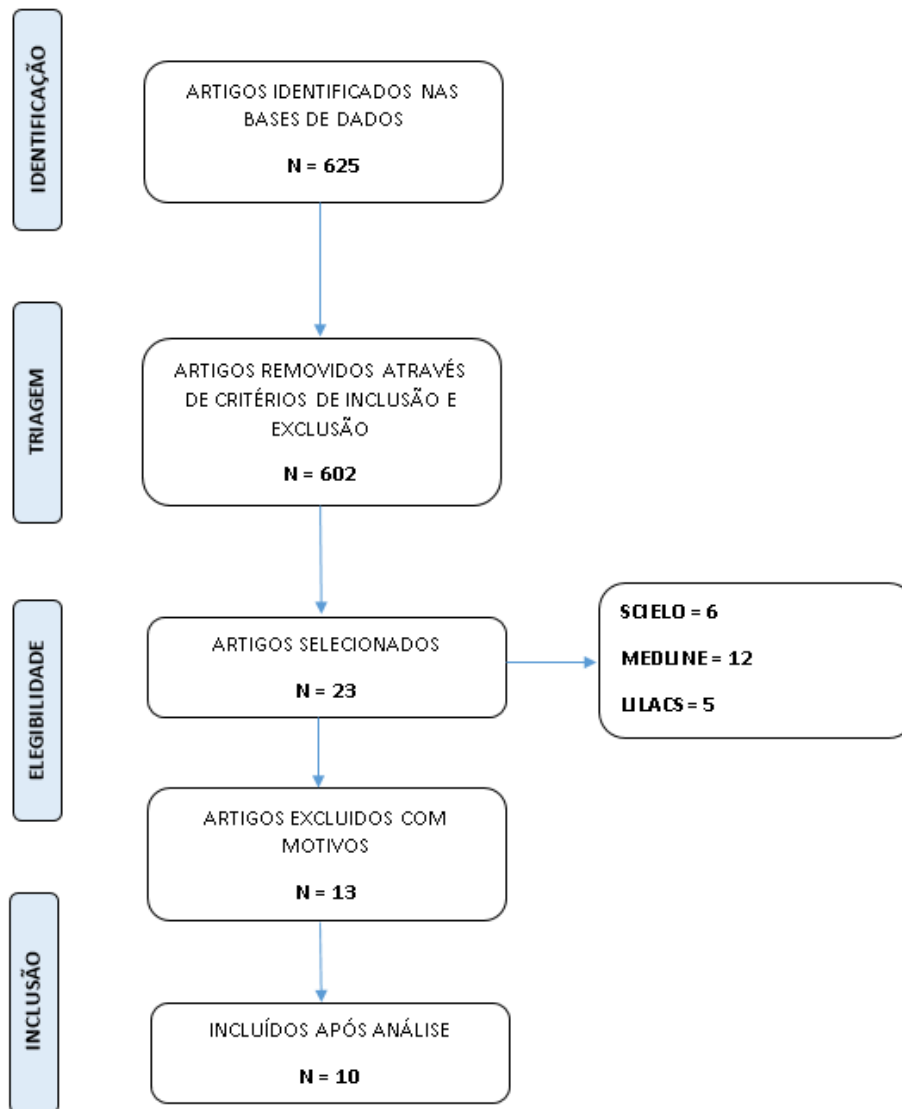 IDENTIFICAÇÃO
ARTIGOS IDENTIFICADOS NAS
BASES DE DADOS
N = 625
TRIAGEM
ARTIGOS REMOVIDOS ATRAVÉS
DE CRITÉRIOS DE INCLUSÃO E
EXCLUSÃO
N = 602
ELEGIBILIDADE
ARTIGOS SELECIONADOS
N = 23
SCIELO = 6
MEDLINE = 12
LILACS = 5
ARTIGOS EXCLUIDOS COM
MOTIVOS
N = 13
INCLUSÃO
INCLUÍDOS APÓS ANÁLISE
N = 10